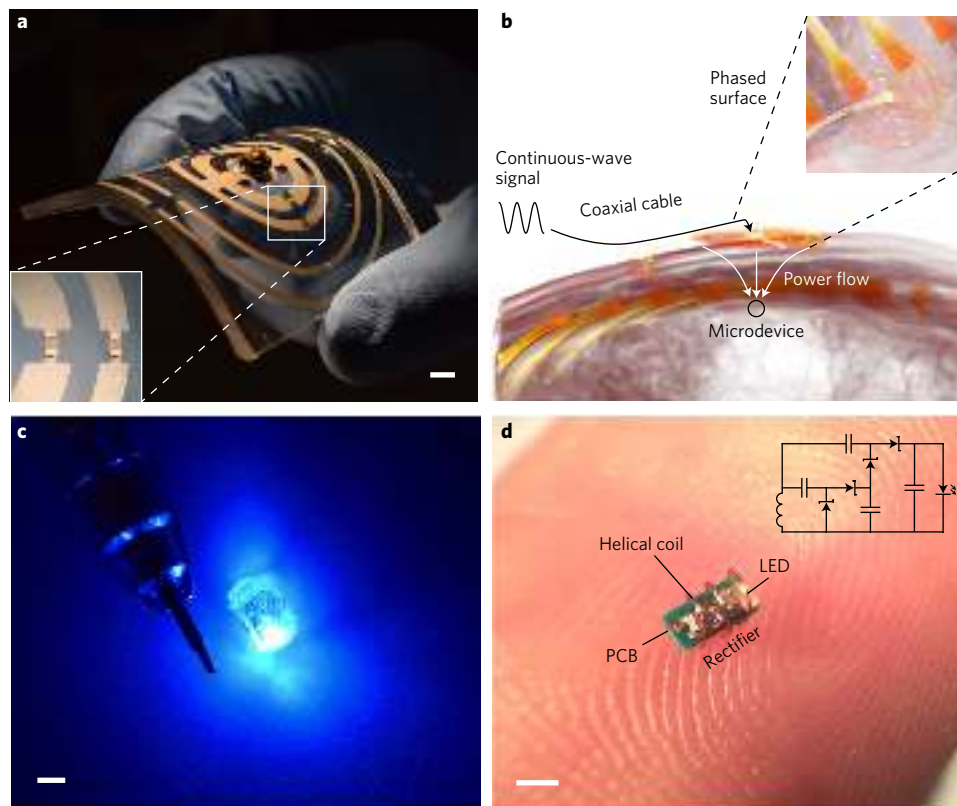 a
b
Phased
surface
Continuous-wave
signal
Coaxial cable
Power flow
Microdevice
c
d
Helical coil
LED
PCB
Rectifier